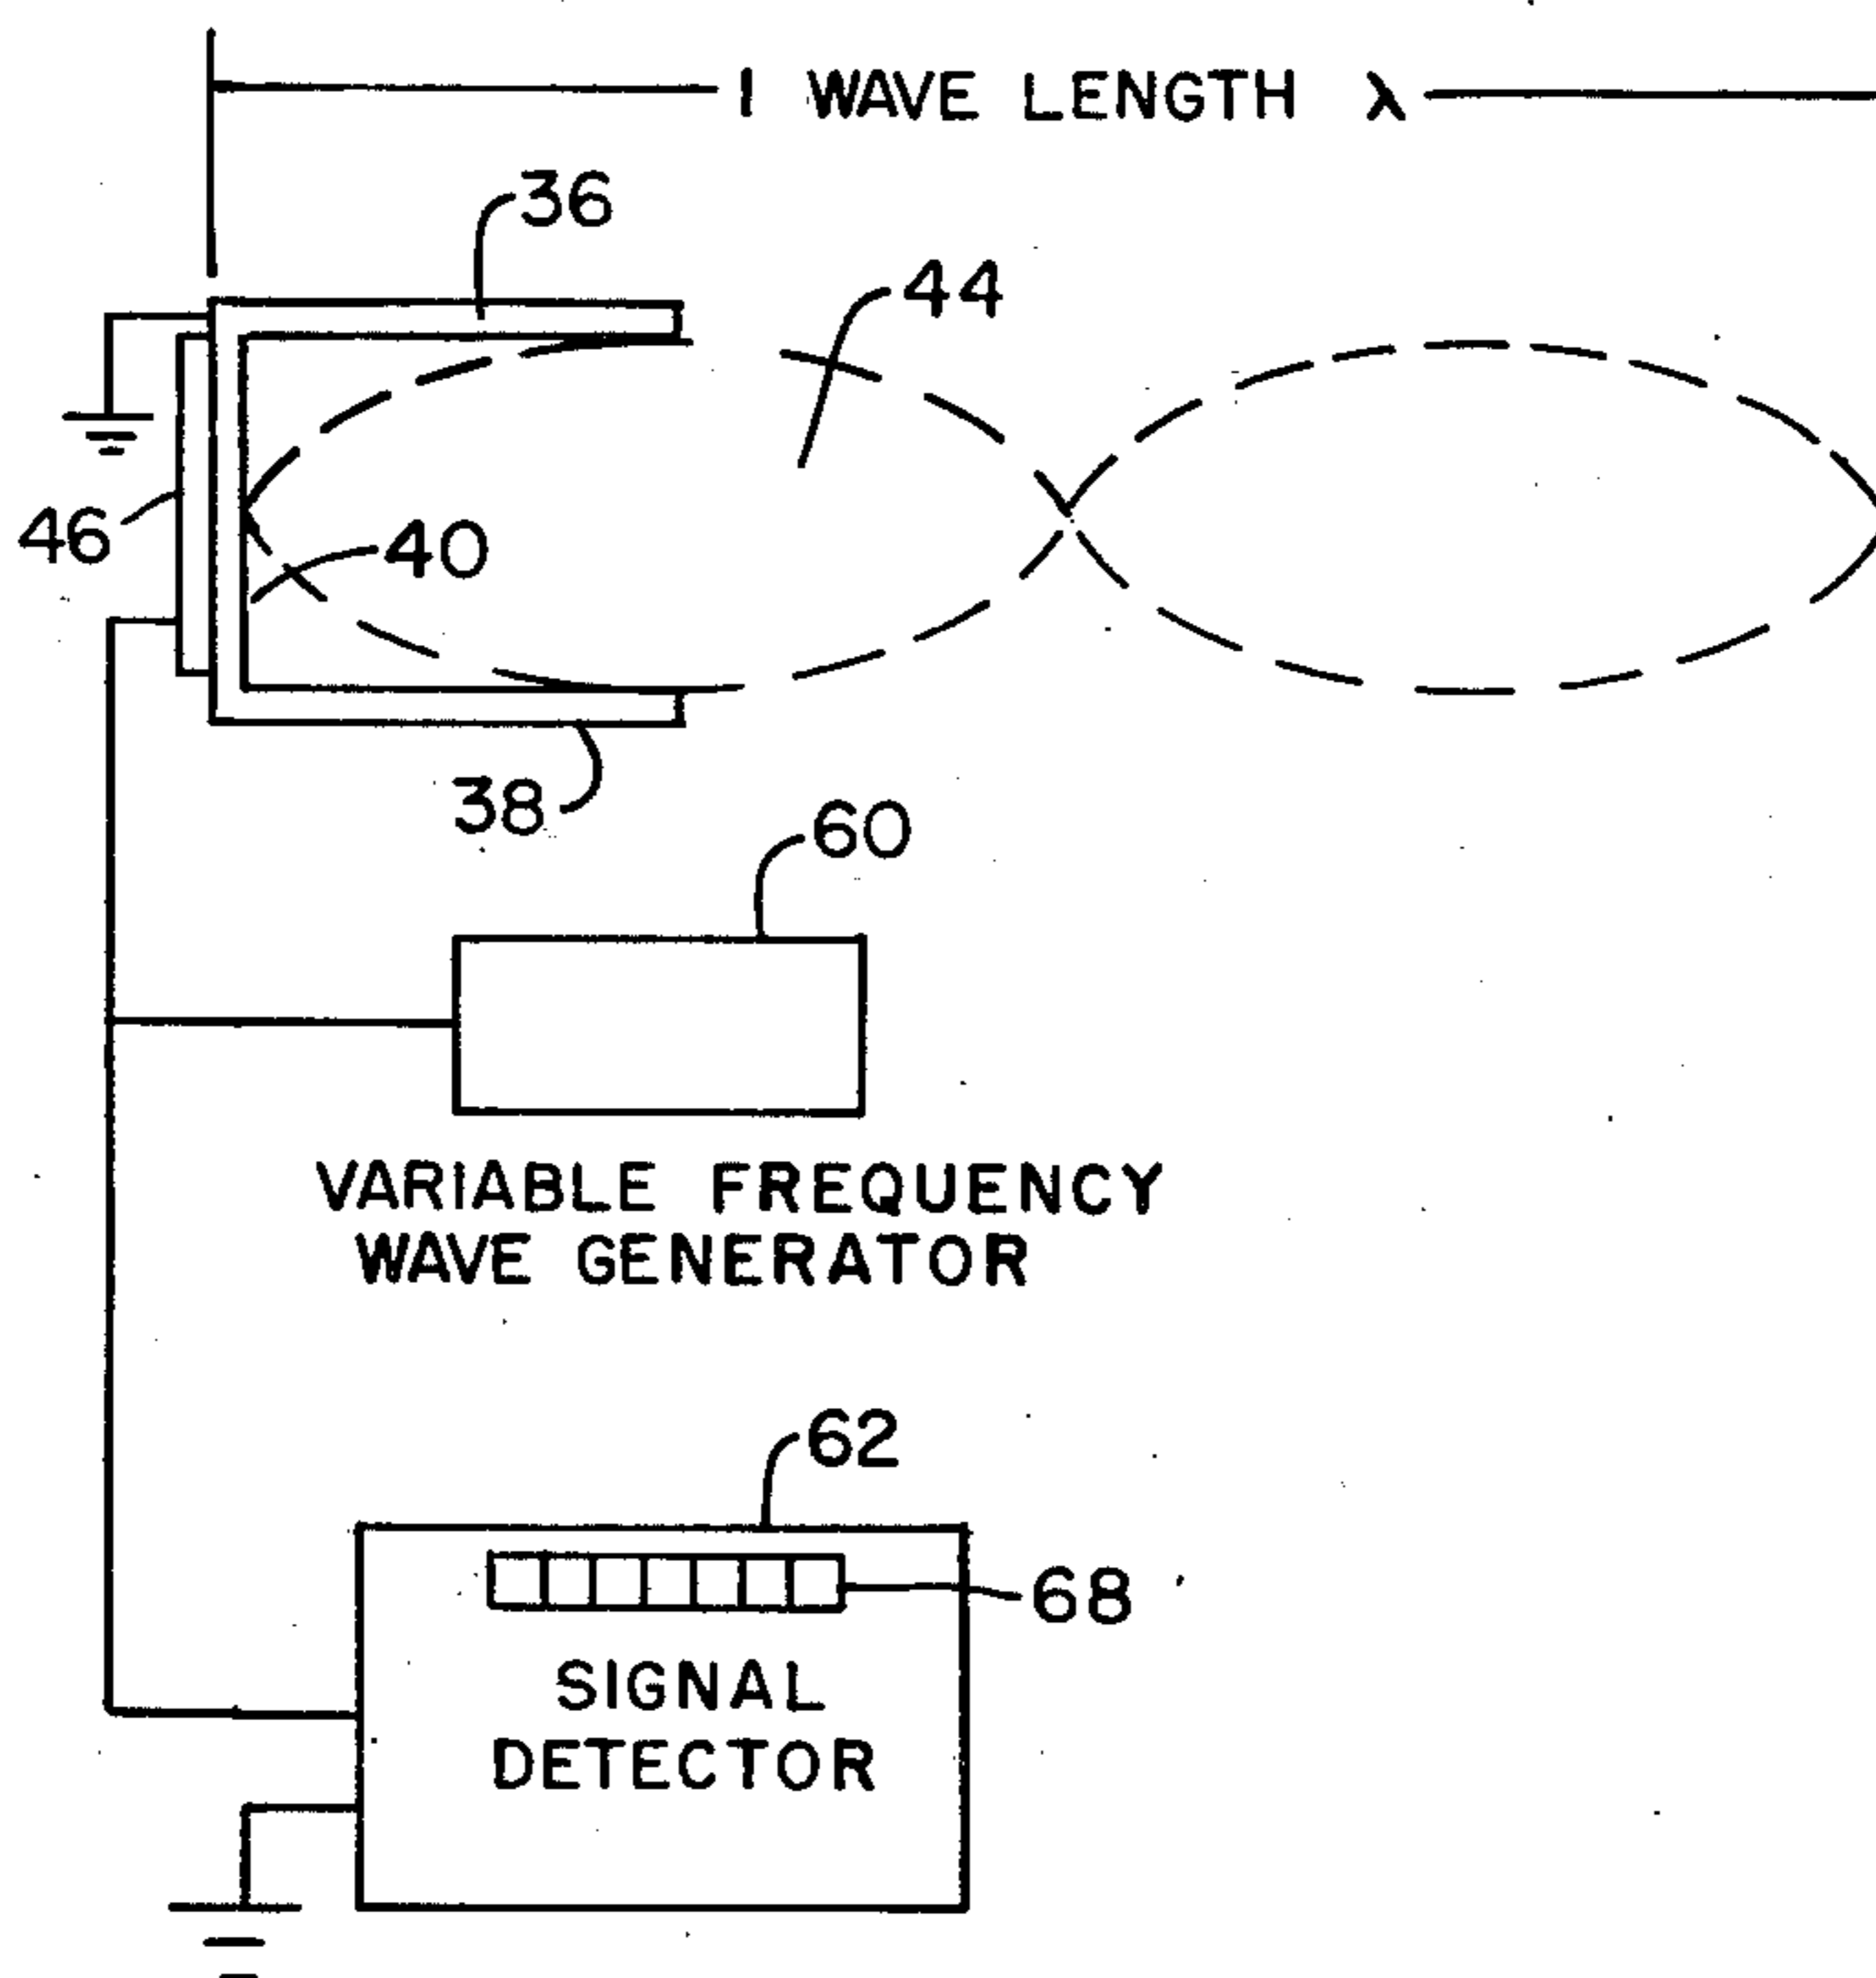 1 WAVE LENGTH λ
36
44
46
40
38
60
VARIABLE FREQUENCY
WAVE GENERATOR
62
68
SIGNAL
DETECTOR